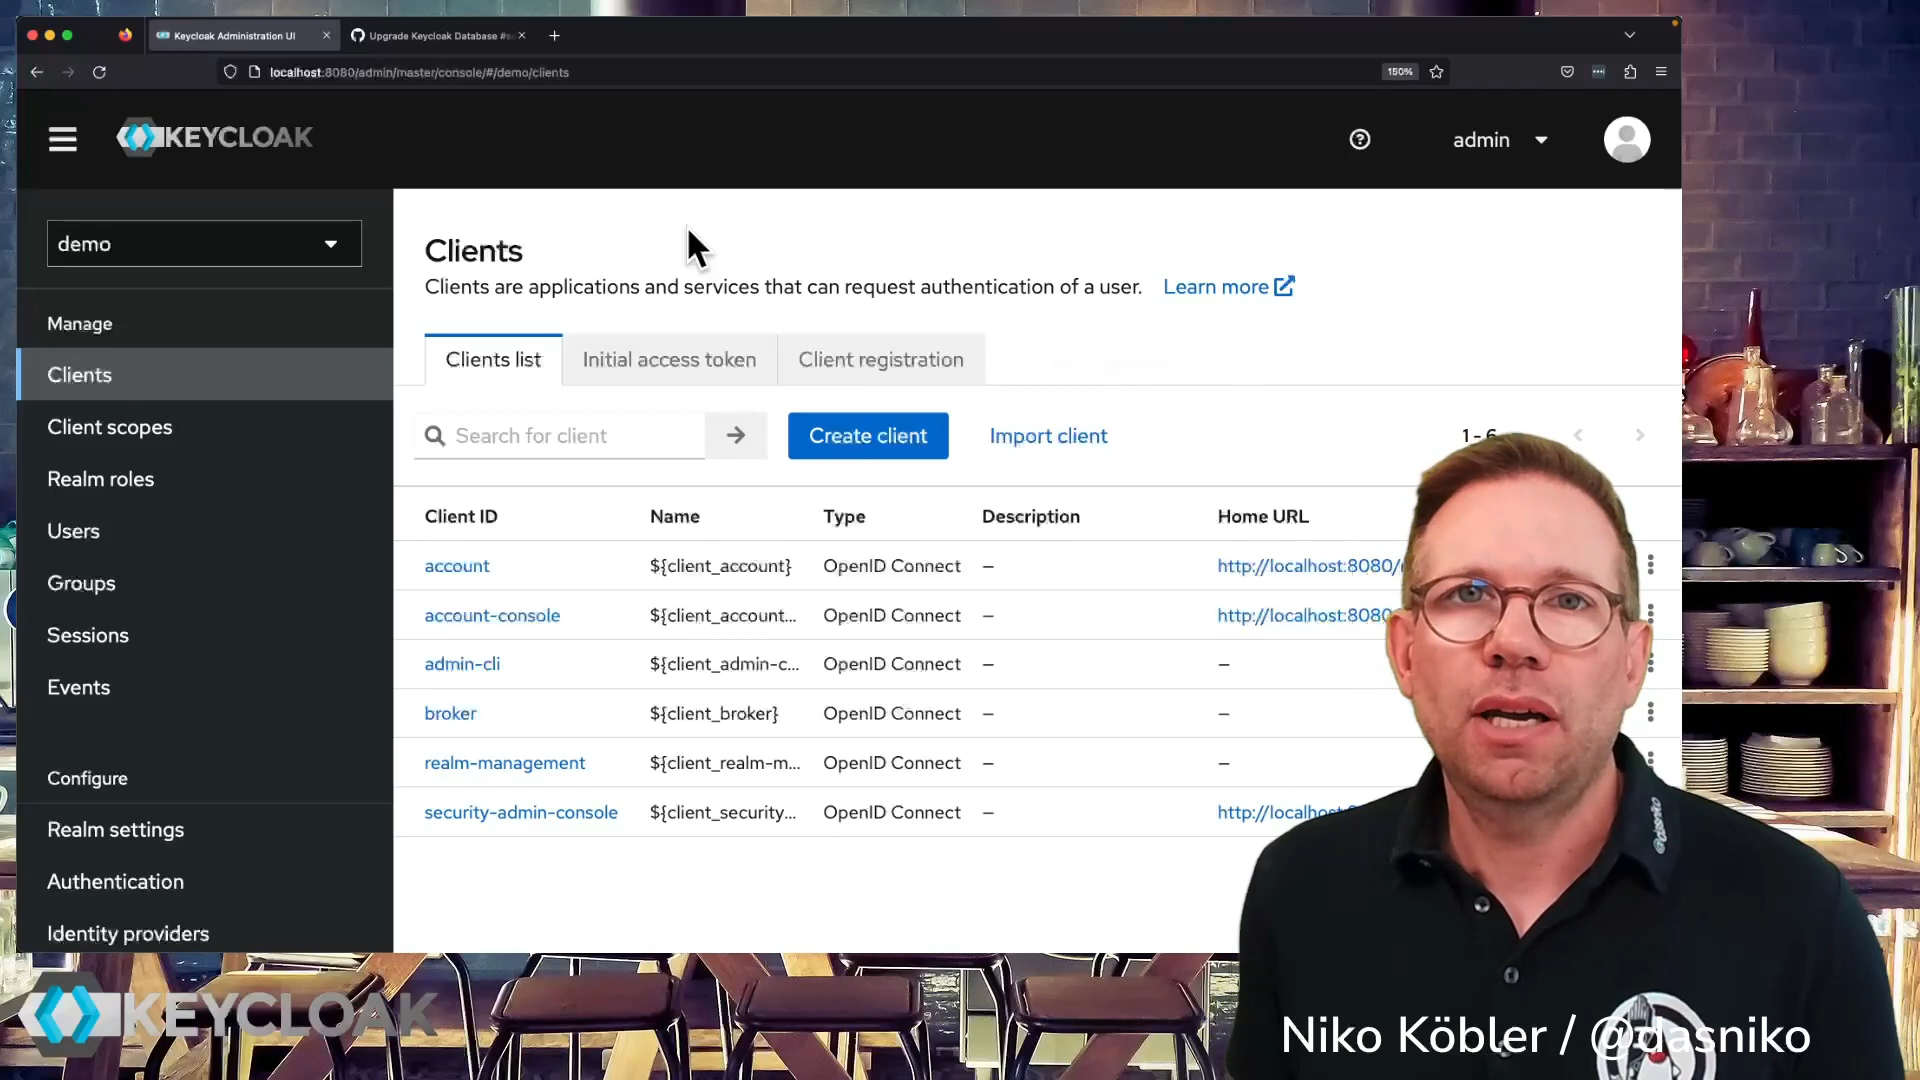 Keycloak Administration UI
Upgrade Keycloak Database
localhost:8080/admin/master/console/#/demo/clients
150%
KEYCLOAK
admin
demo
Clients
Clients are applications and services that can request authentication of a user. Learn more
Manage
Clients
Client scopes
Realm roles
Users
Groups
Sessions
Events
Configure
Realm settings
Authentication
Identity providers
Clients list Initial access token Client registration
Search for client
Create client
Import client
1 - 6
Client ID Name Type Description Home URL
account ${client_account} OpenID Connect – http://localhost:8080/
account-console ${client_account... OpenID Connect – http://localhost:8080
admin-cli ${client_admin-c... OpenID Connect – –
broker ${client_broker} OpenID Connect – –
realm-management ${client_realm-m... OpenID Connect – –
security-admin-console ${client_security... OpenID Connect – http://localhost
@dasniko
KEYCLOAK
Niko Köbler / @dasniko